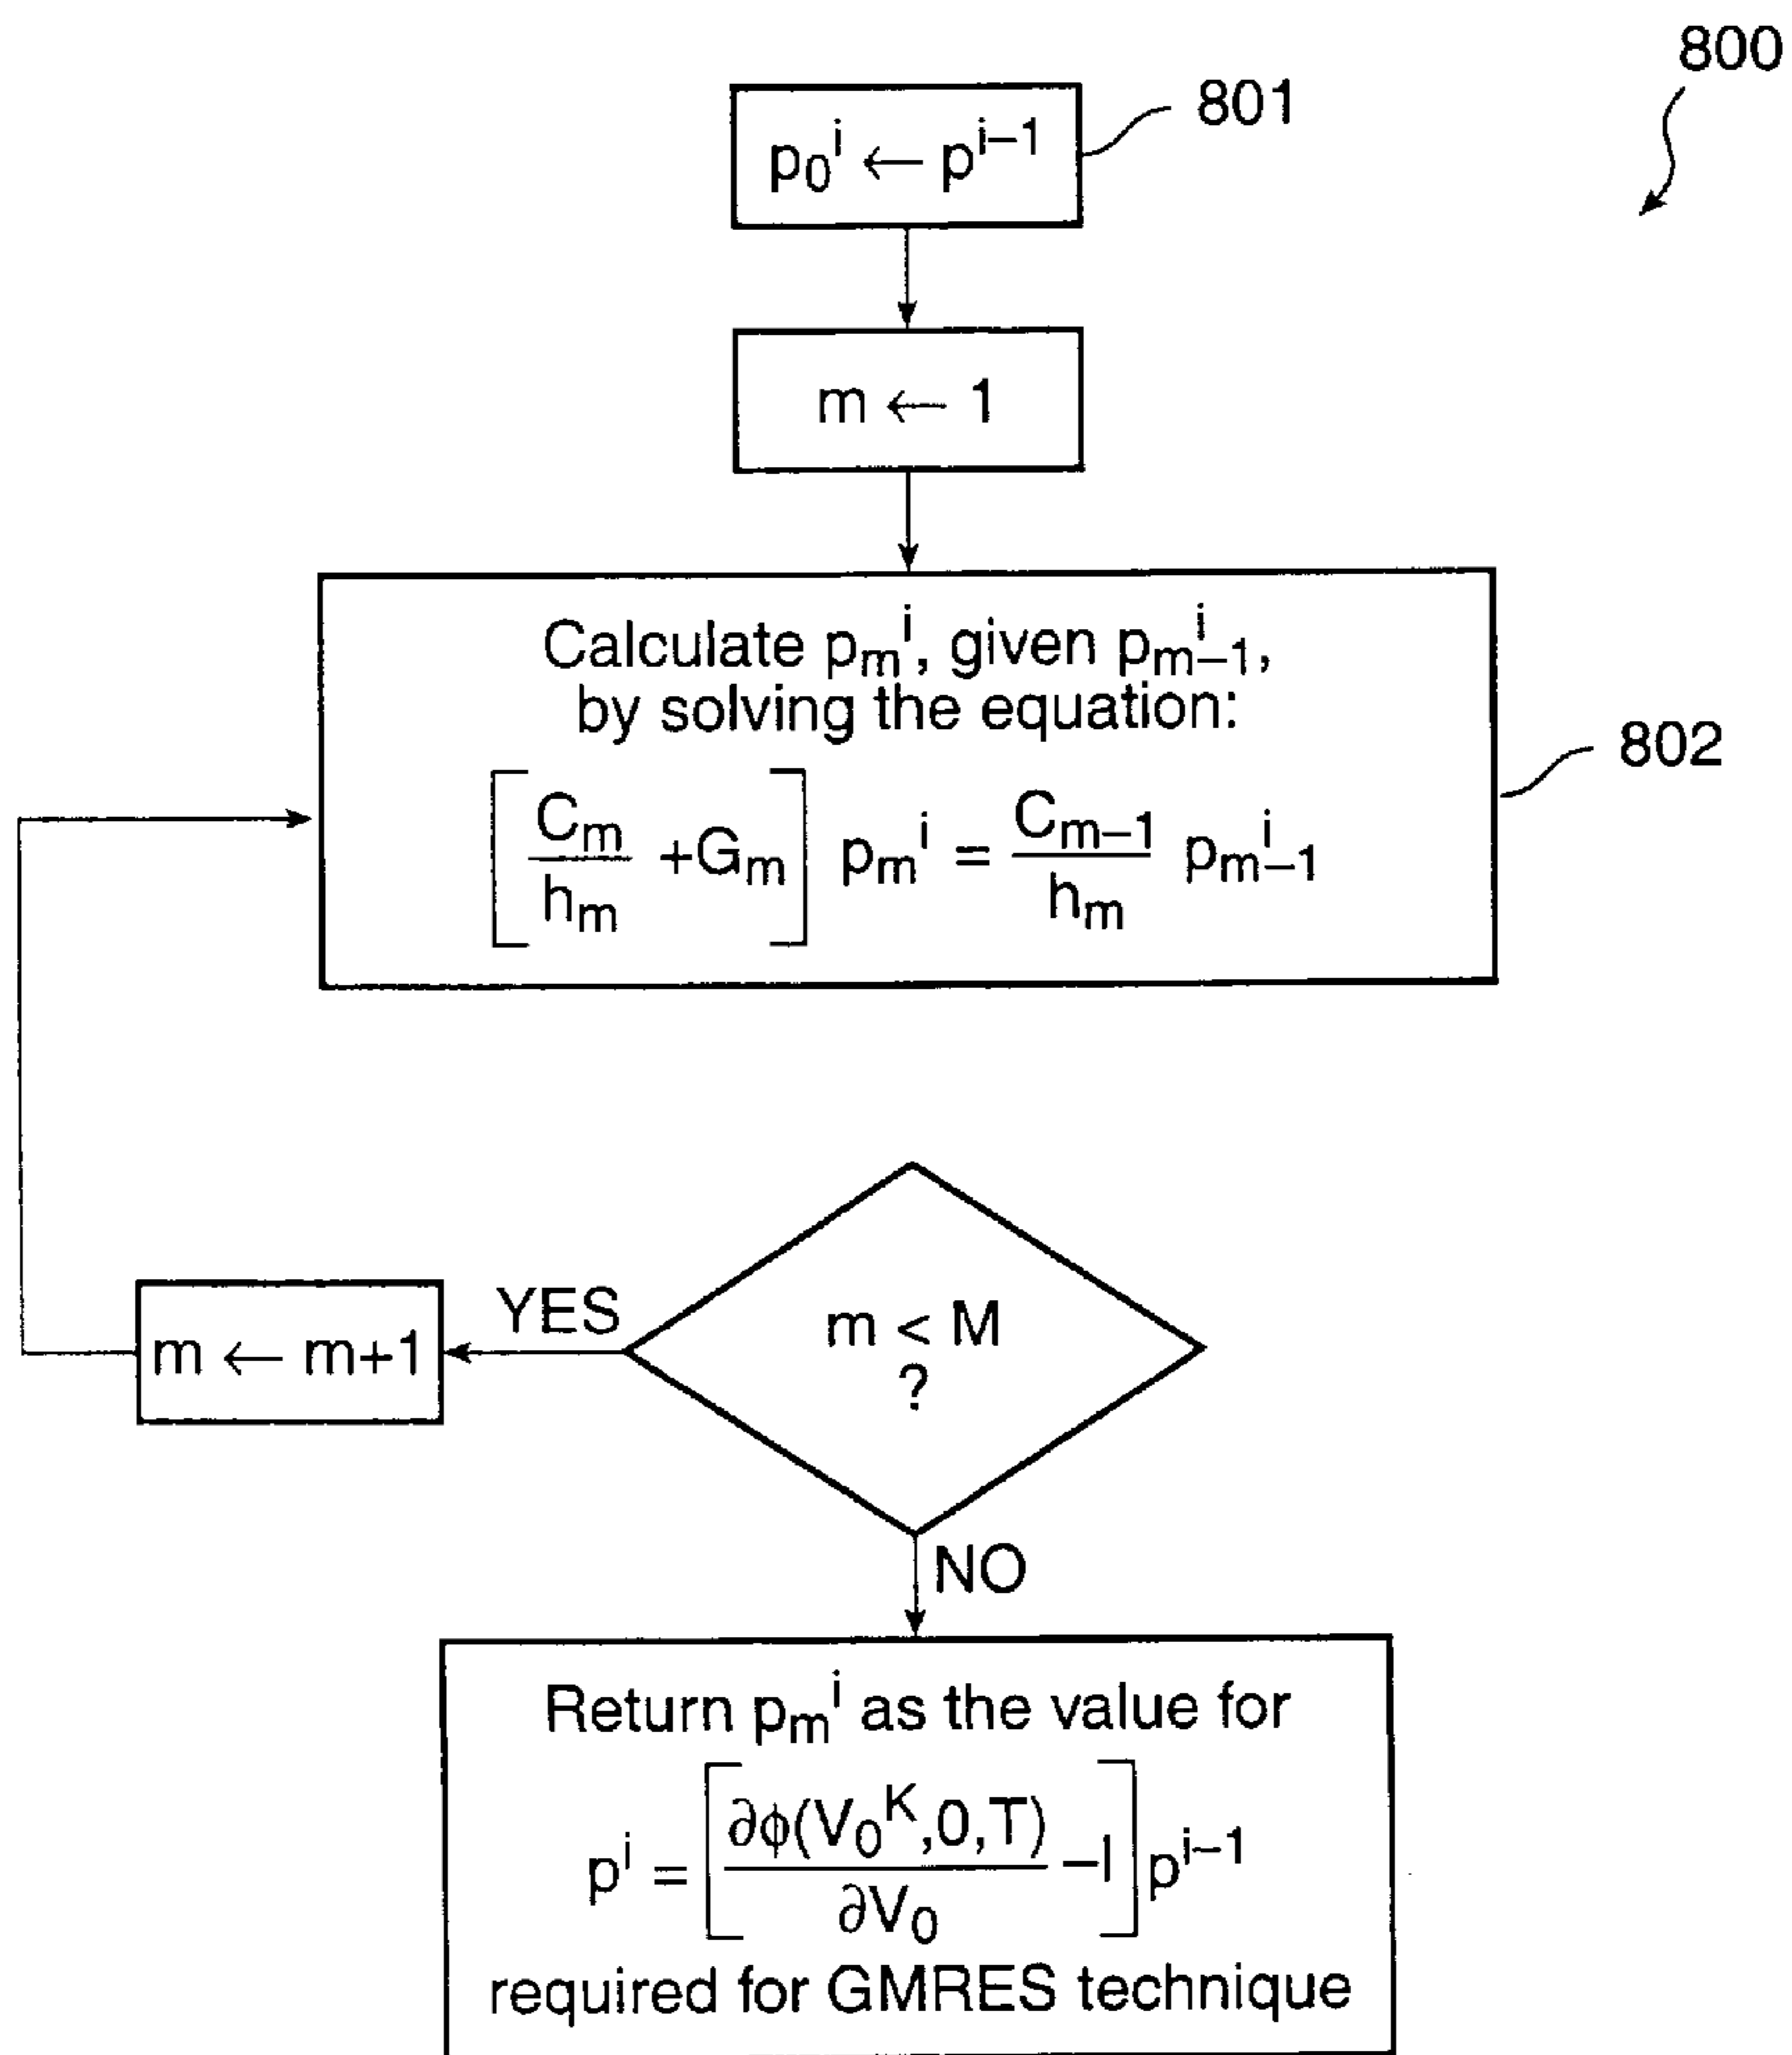 800
801
p₀ⁱ ← pⁱ⁻¹
m ← 1
Calculate pₘⁱ, given pₘ₋₁ⁱ,
by solving the equation:
[Cₘ/hₘ +Gₘ] pₘⁱ = Cₘ₋₁/hₘ pₘ₋₁ⁱ
802
m < M
?
YES
m ← m+1
NO
Return pₘⁱ as the value for
pⁱ = [∂ϕ(V₀ᴷ,0,T)/∂V₀ –I] pⁱ⁻¹
required for GMRES technique